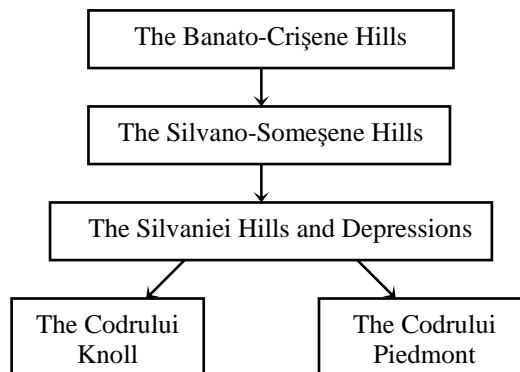 The Banato-Crişene Hills
The Silvano-Someşene Hills
The Silvaniei Hills and Depressions
The Codrului
Knoll
The Codrului
Piedmont